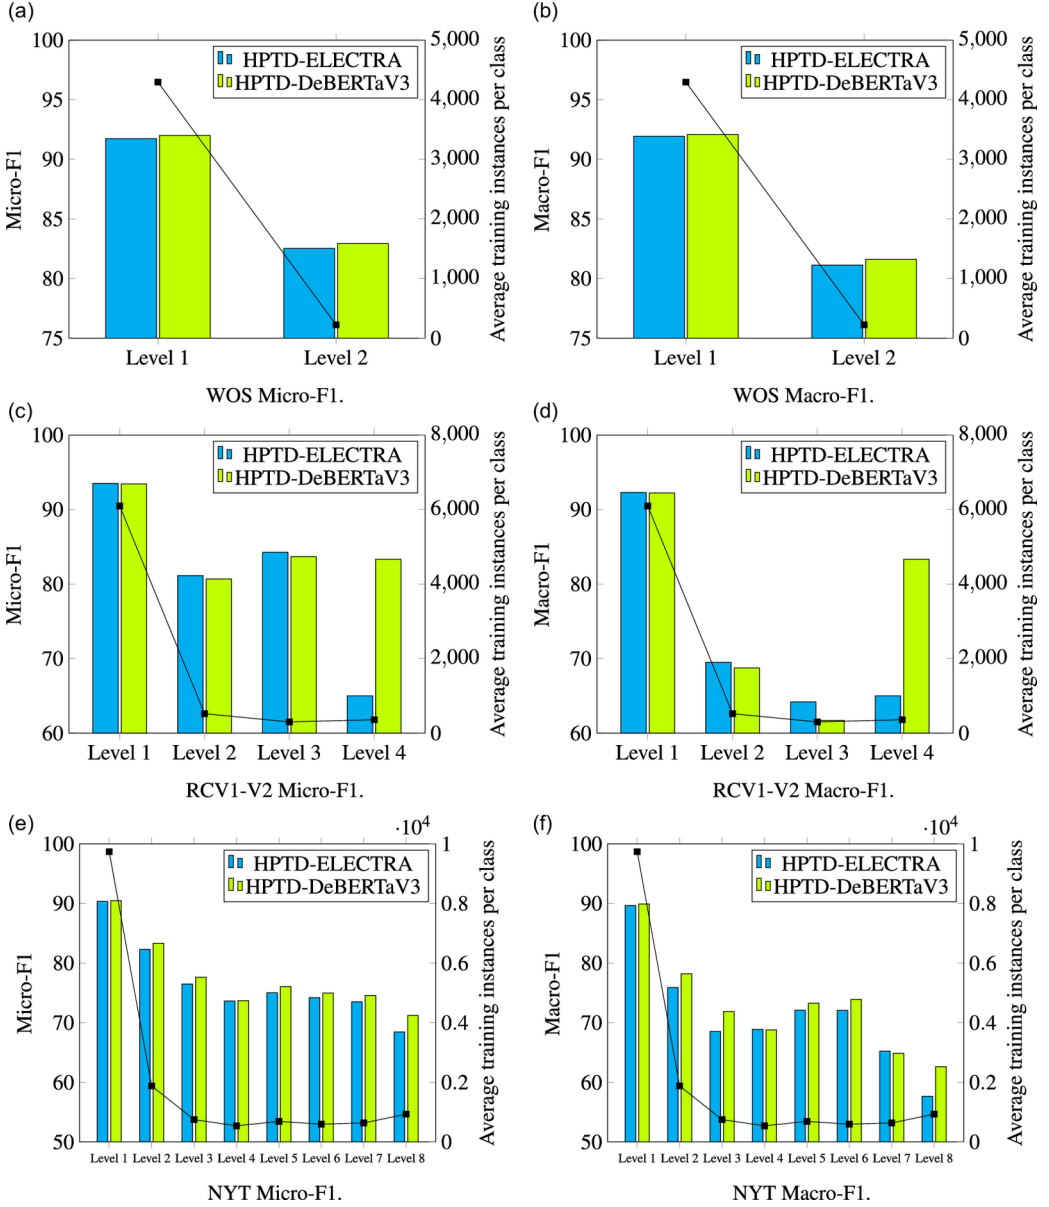 (a)
100
95
90
85
80
75
Micro-F1
HPTD-ELECTRA
HPTD-DeBERTaV3
5,000
4,000
3,000
2,000
1,000
0
Average training instances per class
Level 1
Level 2
WOS Micro-F1.
(b)
100
95
90
85
80
75
Macro-F1
HPTD-ELECTRA
HPTD-DeBERTaV3
5,000
4,000
3,000
2,000
1,000
0
Average training instances per class
Level 1
Level 2
WOS Macro-F1.
(c)
100
90
80
70
60
Micro-F1
HPTD-ELECTRA
HPTD-DeBERTaV3
8,000
6,000
4,000
2,000
0
Average training instances per class
Level 1
Level 2
Level 3
Level 4
RCV1-V2 Micro-F1.
(d)
100
90
80
70
60
Macro-F1
HPTD-ELECTRA
HPTD-DeBERTaV3
8,000
6,000
4,000
2,000
0
Average training instances per class
Level 1
Level 2
Level 3
Level 4
RCV1-V2 Macro-F1.
(e)
100
90
80
70
60
50
Micro-F1
HPTD-ELECTRA
HPTD-DeBERTaV3
·10⁴
1
0.8
0.6
0.4
0.2
0
Average training instances per class
Level 1
Level 2
Level 3
Level 4
Level 5
Level 6
Level 7
Level 8
NYT Micro-F1.
(f)
100
90
80
70
60
50
Macro-F1
HPTD-ELECTRA
HPTD-DeBERTaV3
·10⁴
1
0.8
0.6
0.4
0.2
0
Average training instances per class
Level 1
Level 2
Level 3
Level 4
Level 5
Level 6
Level 7
Level 8
NYT Macro-F1.